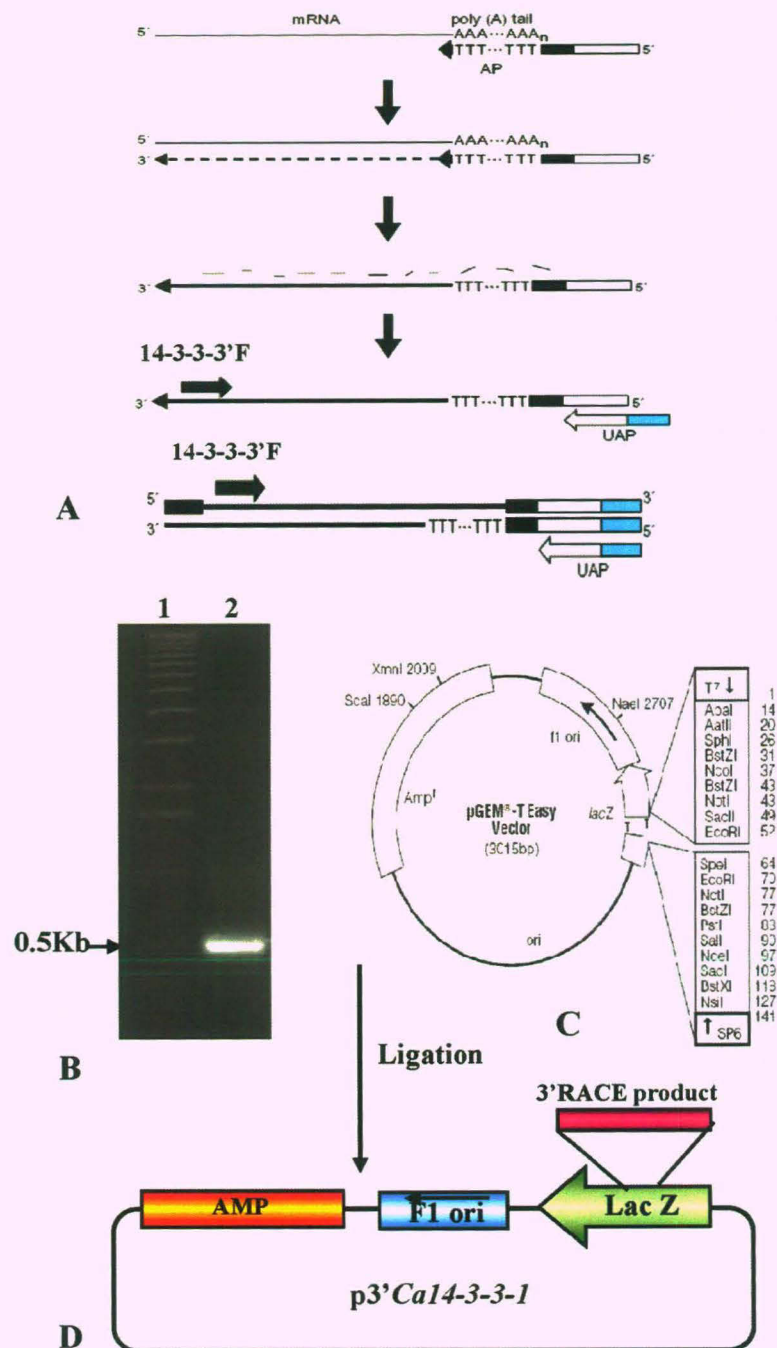 mRNA poly (A) tail
5´ AAA···AAAn
TTT···TTT 5´
AP
5´ AAA···AAAn
3´ TTT···TTT 5´
3´ TTT···TTT 5´
14-3-3-3'F
3´ TTT···TTT 5´
UAP
14-3-3-3'F
A
5´ 3´
3´ TTT···TTT 5´
UAP
1 2
0.5Kb
B
XmnI 2009
ScaI 1890
NaeI 2707
f1 ori
Ampr
pGEM®-T Easy
Vector
(3015bp)
lacZ
ori
T7 ↓
1
ApaI 14
AatII 20
SphI 26
BstZI 31
NcoI 37
BstZI 43
NotI 43
SacII 49
EcoRI 52
SpeI 64
EcoRI 70
NotI 77
BstZI 77
PstI 83
SalI 90
NdeI 97
SacI 109
BstXI 118
NsiI 127
141
↑ SP6
C
Ligation
3'RACE product
AMP
F1 ori
Lac Z
p3'Ca14-3-3-1
D